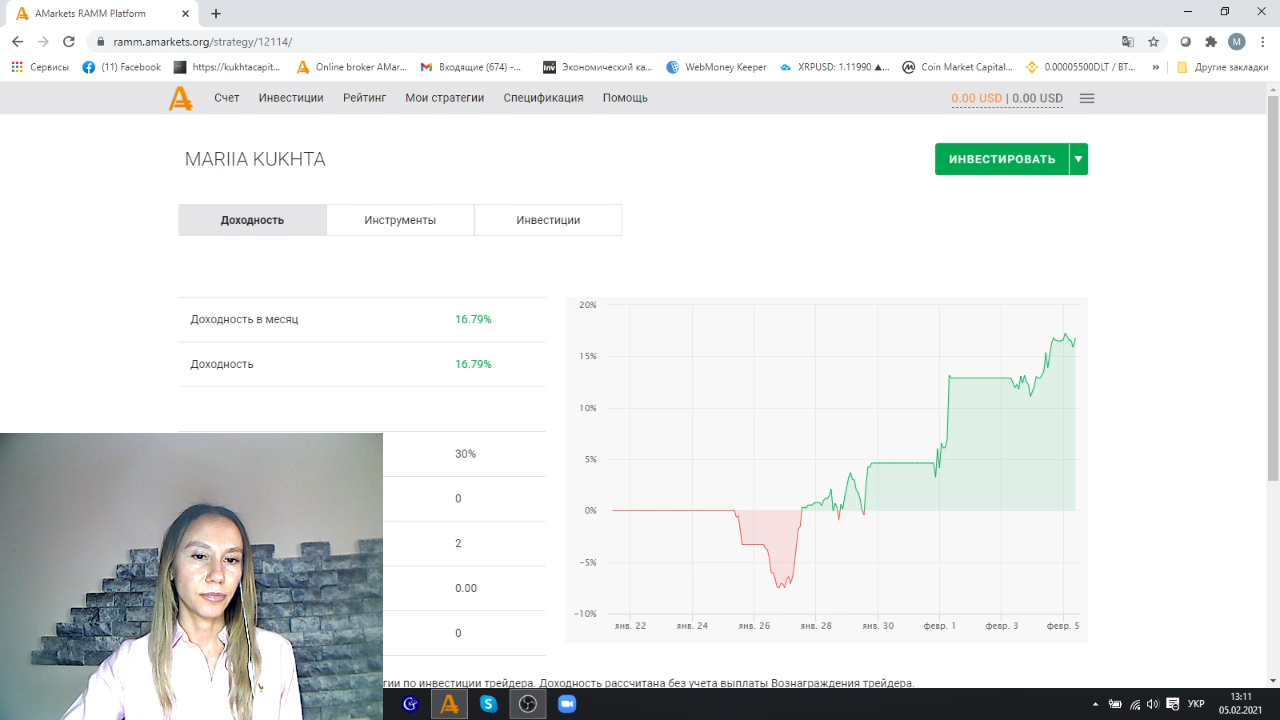 AMarkets RAMM Platform
ramm.amarkets.org/strategy/12114/
M
Сервисы
(11) Facebook
https://kukhtacapit...
Online broker AMar...
Входящие (674) -...
Inv
Экономический ка...
WebMoney Keeper
XRPUSD: 1.11990 ▲...
Coin Market Capital...
0.00005500DLT / BT...
»
Другие закладки
Счет
Инвестиции
Рейтинг
Мои стратегии
Спецификация
Помощь
0.00 USD | 0.00 USD
MARIIA KUKHTA
ИНВЕСТИРОВАТЬ
Доходность
Инструменты
Инвестиции
Доходность в месяц 16.79%
Доходность 16.79%
30%
0
2
0.00
0
20%
15%
10%
5%
0%
−5%
−10%
янв. 22
янв. 24
янв. 26
янв. 28
янв. 30
февр. 1
февр. 3
февр. 5
гии по инвестиции трейдера. Доходность рассчитана без учета выплаты Вознаграждения трейдера.
УКР
13:11
05.02.2021